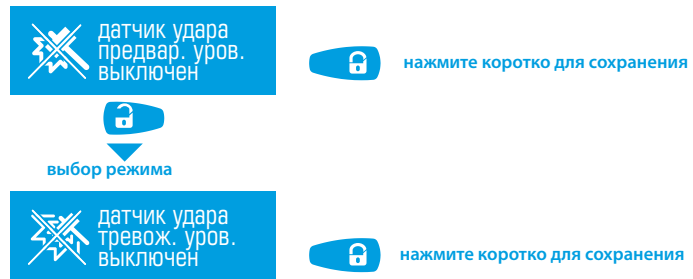 датчик удара
предвар. уров.
выключен
нажмите коротко для сохранения
выбор режима
датчик удара
тревож. уров.
выключен
нажмите коротко для сохранения